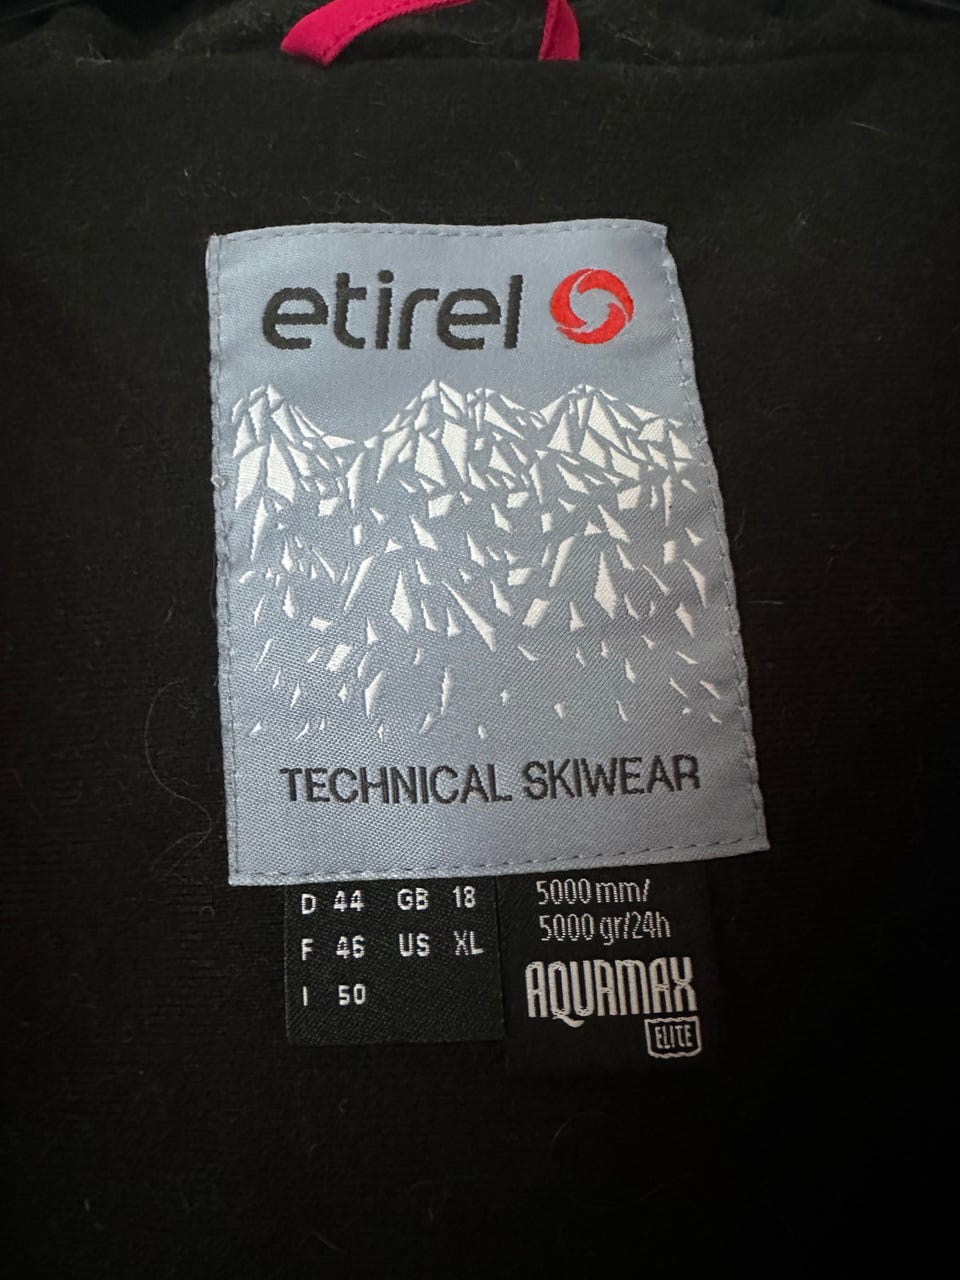 etirel
TECHNICAL SKIWEAR
D 44 GB 18
F 46 US XL
I 50
5000 mm/
5000 gr/24h
AQUAMAX
ELITE